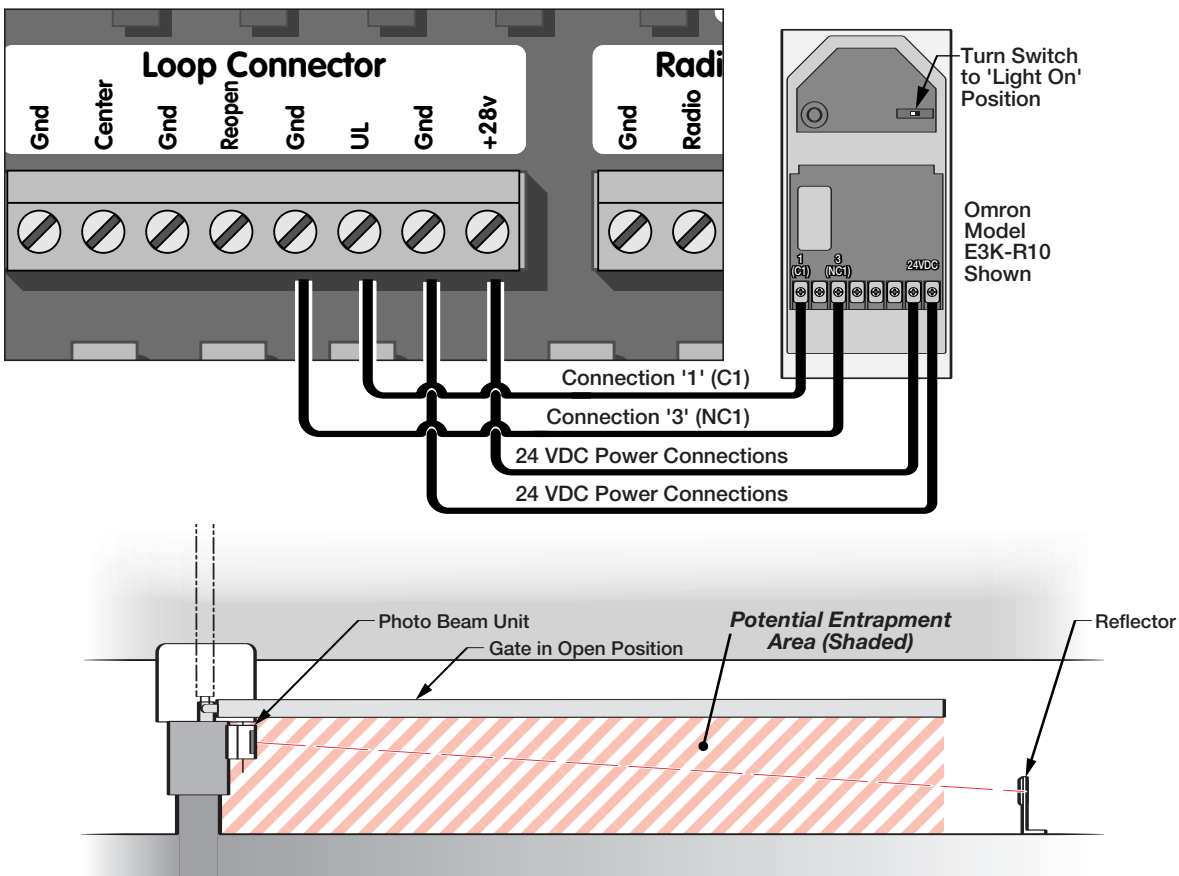 Loop Connector
Gnd
Center
Gnd
Reopen
Gnd
UL
Gnd
+28v
Radi
Gnd
Radio
Turn Switch
to 'Light On'
Position
Omron
Model
E3K-R10
Shown
1
(C1)
3
(NC1)
24VDC
Connection '1' (C1)
Connection '3' (NC1)
24 VDC Power Connections
24 VDC Power Connections
Photo Beam Unit
Gate in Open Position
Potential Entrapment
Area (Shaded)
Reflector